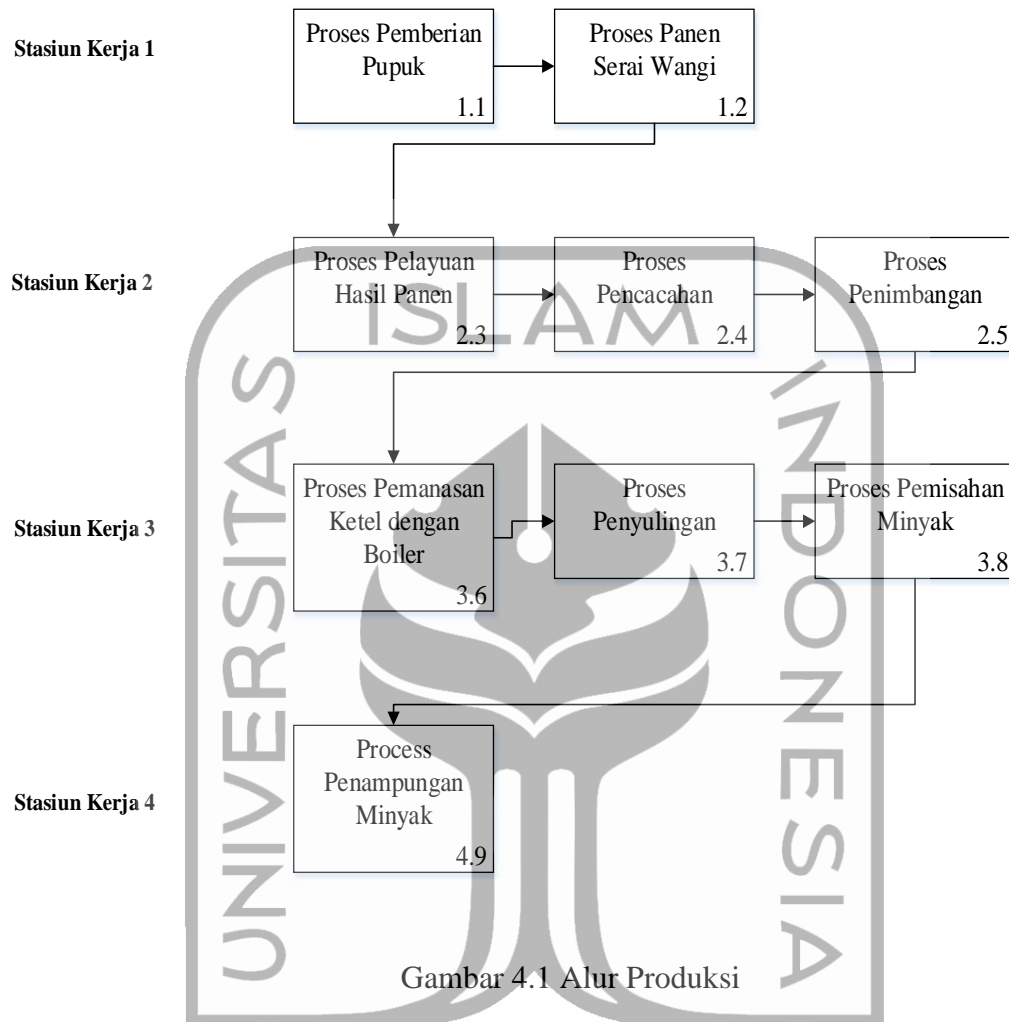 Stasiun Kerja 1
Proses Pemberian
Pupuk
1.1
Proses Panen
Serai Wangi
1.2
Stasiun Kerja 2
Proses Pelayuan
Hasil Panen
2.3
Proses
Pencacahan
2.4
Proses
Penimbangan
2.5
Stasiun Kerja 3
Proses Pemanasan
Ketel dengan
Boiler
3.6
Proses
Penyulingan
3.7
Proses Pemisahan
Minyak
3.8
Stasiun Kerja 4
Process
Penampungan
Minyak
4.9
Gambar 4.1 Alur Produksi
UNIVERSITAS
ISLAM
INDONESIA